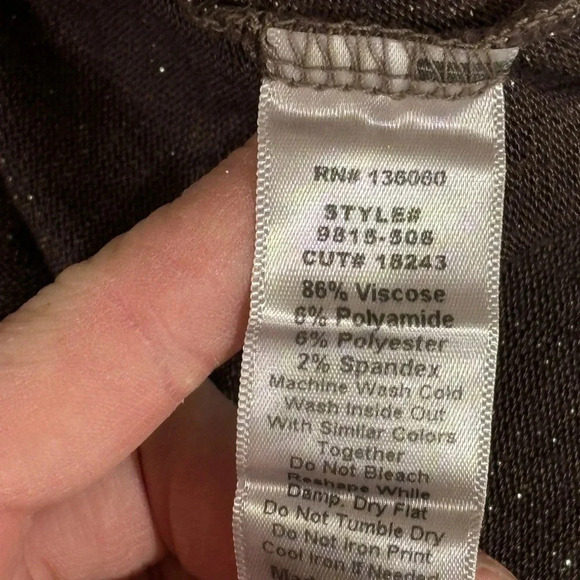 RN# 136060
STYLE#
9816-506
CUT# 16243
86% Viscose
6% Polyamide
6% Polyester
2% Spandex
Machine Wash Cold
Wash Inside Out
With Similar Colors
Together
Do Not Bleach
Reshape While
Damp. Dry Flat
Do Not Tumble Dry
Do Not Iron Print
Cool Iron If Needed